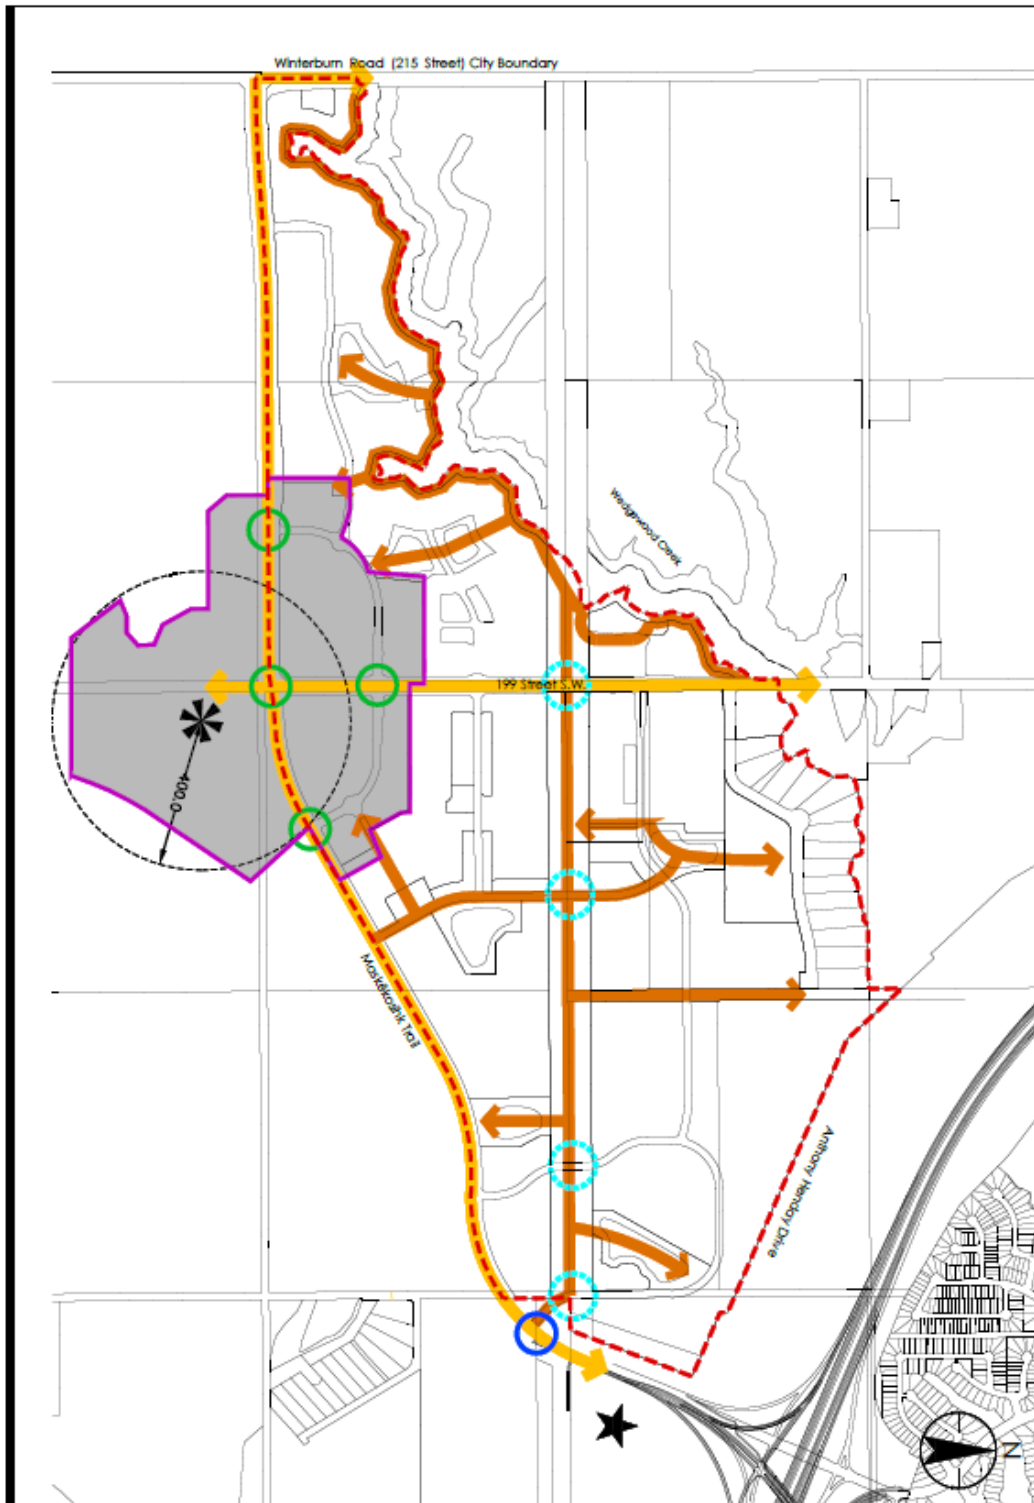 Winterburn Road (215 Street) City Boundary
Wedgewood Creek
199 Street S.W.
400.0
Maskêkosihk Trail
Anthony Henday Drive
N